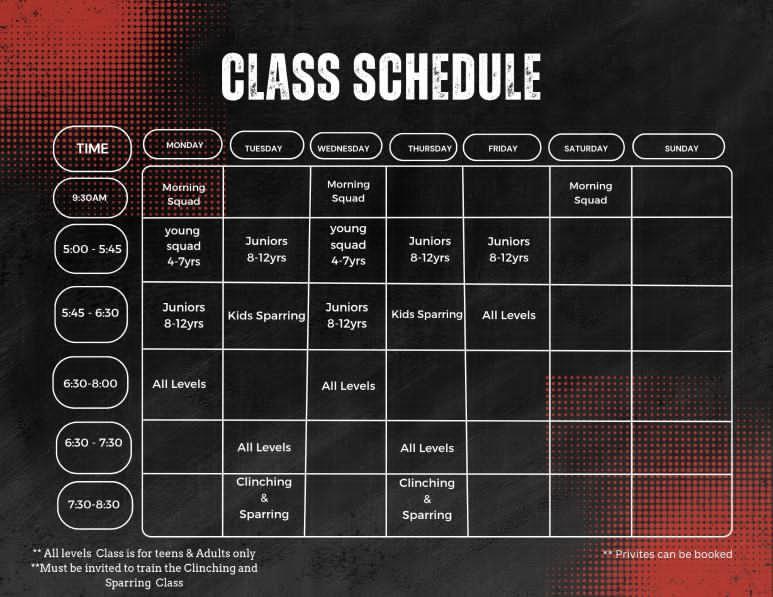 CLASS SCHEDULE
TIME MONDAY TUESDAY WEDNESDAY THURSDAY FRIDAY SATURDAY SUNDAY
9:30AM
Morning
Squad
Morning
Squad
Morning
Squad
5:00 - 5:45
young
squad
4-7yrs
Juniors
8-12yrs
young
squad
4-7yrs
Juniors
8-12yrs
Juniors
8-12yrs
5:45 - 6:30
Juniors
8-12yrs
Kids Sparring
Juniors
8-12yrs
Kids Sparring
All Levels
6:30-8:00
All Levels
All Levels
6:30 - 7:30
All Levels
All Levels
7:30-8:30
Clinching
&
Sparring
Clinching
&
Sparring
** All levels Class is for teens & Adults only
**Must be invited to train the Clinching and
Sparring Class
** Privites can be booked